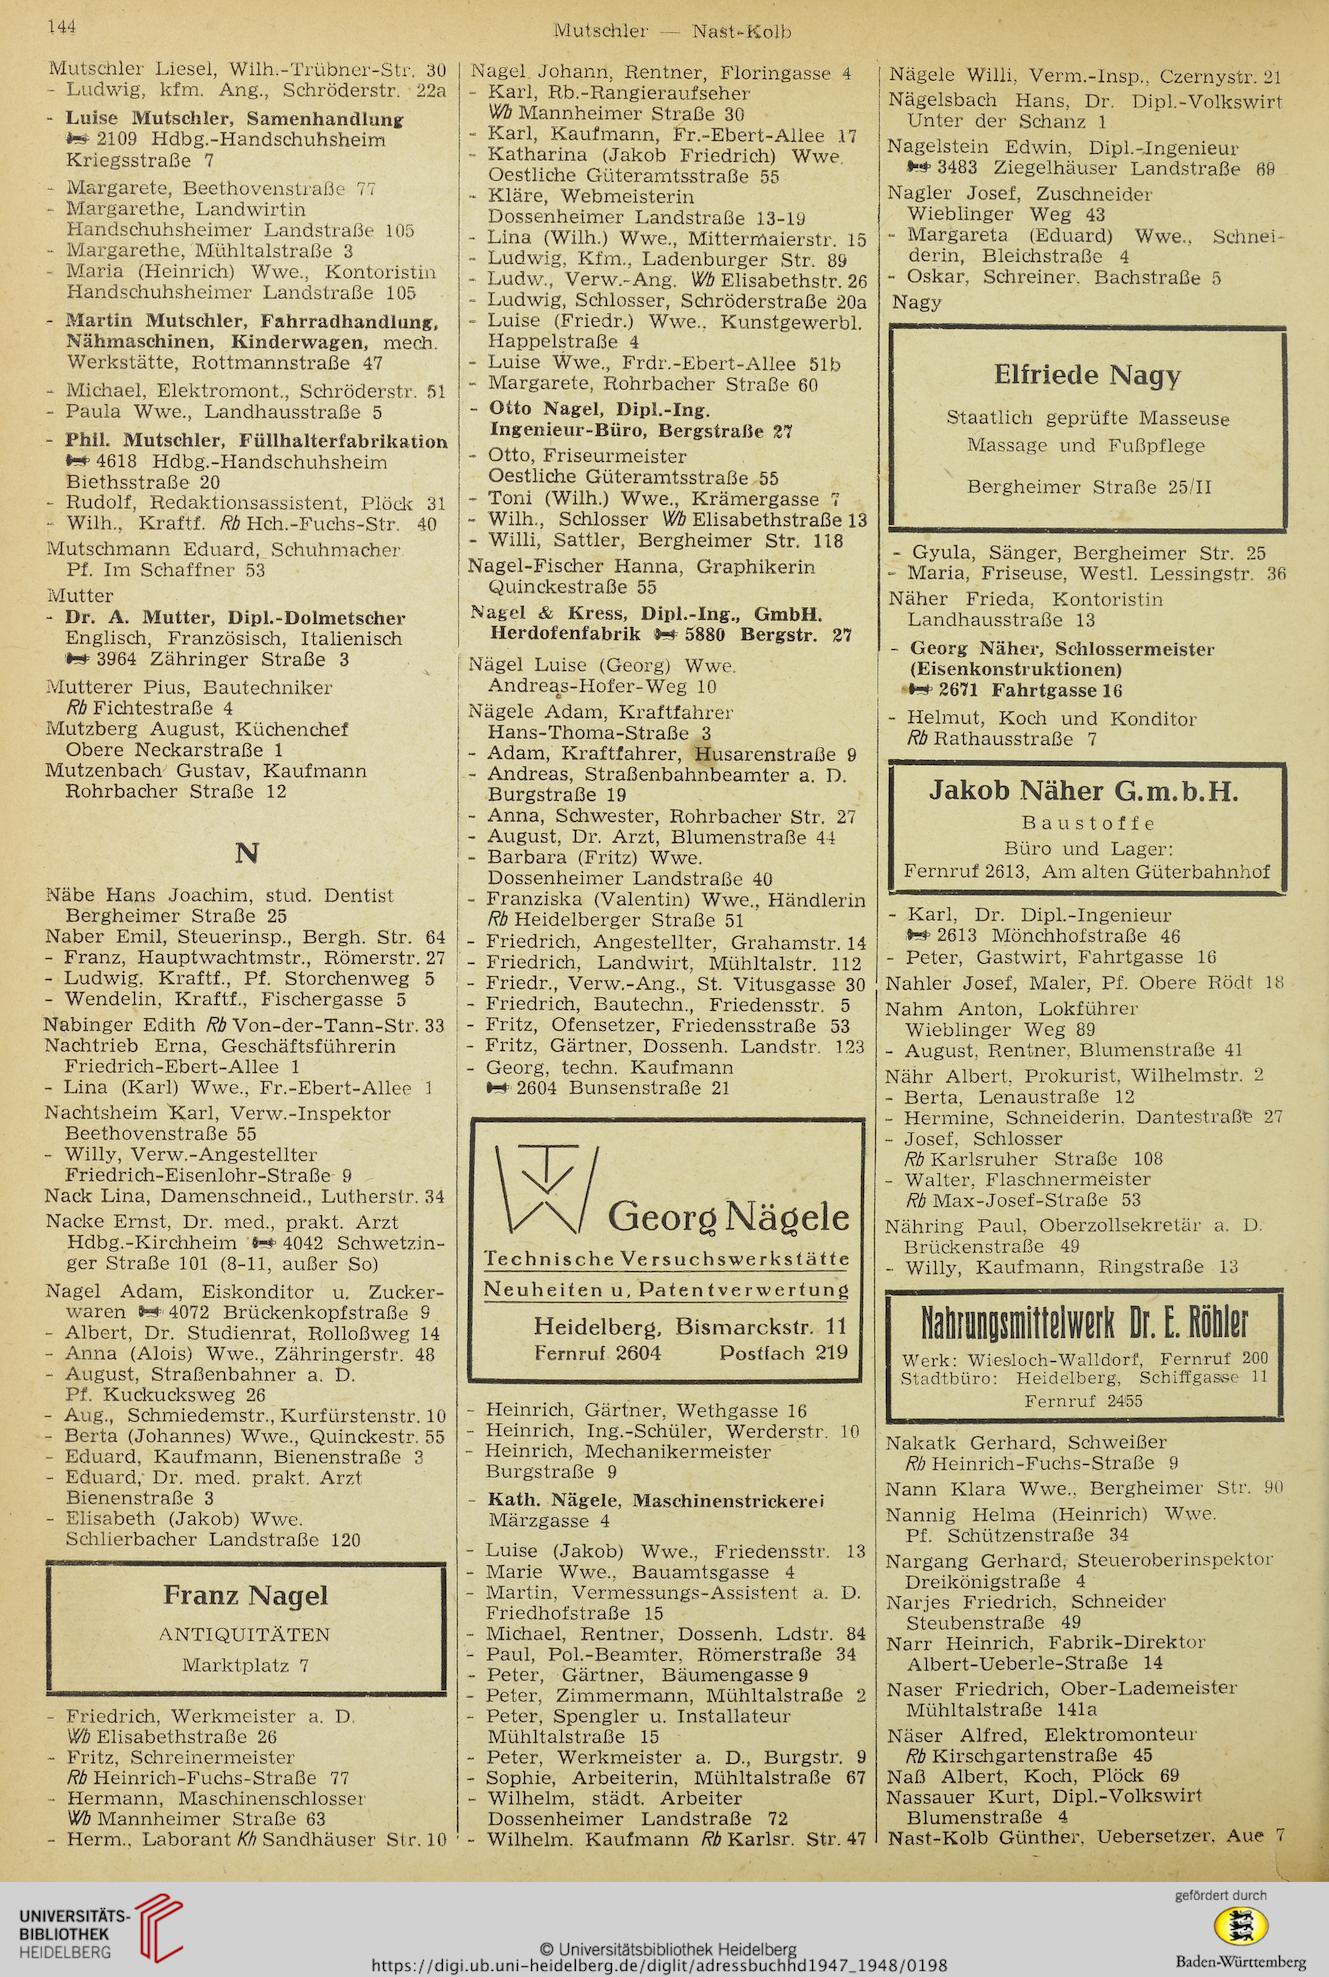 144
Mutschler — Nast-Kolb
Mutschler Liesel, Wilh.-Trübner-Str. 30
- Ludwig, kfm. Ang., Schröderstr. 22a
- Luise Mutschler, Samenhandlung
2109 Hdbg.-Handschuhsheim
Kriegsstraße 7
- Margarete, Beethovenstraße 77
- Margarethe, Landwirtin
Handschuhsheimer Landstraße 105
- Margarethe, Mühltalstraße 3
- Maria (Heinrich) Wwe., Kontoristin
Handschuhsheimer Landstraße 105
- Martin Mutschler, Fahrradhandlung,
Nähmaschinen, Kinderwagen, mech.
Werkstätte, Rottmannstraße 47
- Michael, Elektromont., Schröderstr. 51
- Paula Wwe., Landhausstraße 5
- Phil. Mutschler, Füllhalterfabrikation
4618 Hdbg.-Handschuhsheim
Biethsstraße 20
- Rudolf, Redaktionsassistent, Plöck 31
- Wilh., Kraftf. Rb Hch.-Fuchs-Str. 40
Mutschmann Eduard, Schuhmacher
Pf. Im Schaffner 53
Mutter
- Dr. A. Mutter, Dipl.-Dolmetscher
Englisch, Französisch, Italienisch
3964 Zähringer Straße 3
Mutterer Pius, Bautechniker
Rb Fichtestraße 4
Mutzberg August, Küchenchef
Obere Neckarstraße 1
Mutzenbach Gustav, Kaufmann
Rohrbacher Straße 12
N
Näbe Hans Joachim, stud. Dentist
Bergheimer Straße 25
Naber Emil, Steuerinsp., Bergh. Str. 64
- Franz, Hauptwachtmstr., Römerstr. 27
- Ludwig, Kraftf., Pf. Storchenweg 5
- Wendelin, Kraftf., Fischergasse 5
Nabinger Edith Rb Von-der-Tann-Str. 33
Nachtrieb Erna, Geschäftsführerin
Friedrich-Ebert-Allee 1
- Lina (Karl) Wwe., Fr.-Ebert-Allee 1
Nachtsheim Karl, Verw.-Inspektor
Beethovenstraße 55
- Willy, Verw.-Angestellter
Friedrich-Eisenlohr-Straße 9
Nack Lina, Damenschneid., Lutherstr. 34
Nacke Ernst, Dr. med., prakt. Arzt
Hdbg.-Kirchheim 4042 Schwetzin-
ger Straße 101 (8-11, außer So)
Nagel Adam, Eiskonditor u. Zucker-
waren 4072 Brückenkopfstraße 9
- Albert, Dr. Studienrat, Rolloßweg 14
- Anna (Alois) Wwe., Zähringerstr. 48
- August, Straßenbahner a. D.
Pf. Kuckucksweg 26
- Aug., Schmiedemstr., Kurfürstenstr. 10
- Berta (Johannes) Wwe., Quinckestr. 55
- Eduard, Kaufmann, Bienenstraße 3
- Eduard, Dr. med. prakt. Arzt
Bienenstraße 3
- Elisabeth (Jakob) Wwe.
Schlierbacher Landstraße 120
Franz Nagel
ANTIQUITÄTEN
Marktplatz 7
- Friedrich, Werkmeister a. D.
Wb Elisabethstraße 26
- Fritz, Schreinermeister
Rb Heinrich-Fuchs-Straße 77
- Hermann, Maschinenschlosser
Wb Mannheimer Straße 63
- Herm., Laborant Kh Sandhäuser Str. 10
Nagel Johann, Rentner, Floringasse 4
- Karl, Rb.-Rangieraufseher
Wb Mannheimer Straße 30
- Karl, Kaufmann, Fr.-Ebert-Allee 17
- Katharina (Jakob Friedrich) Wwe.
Oestliche Güteramtsstraße 55
- Kläre, Webmeisterin
Dossenheimer Landstraße 13-19
- Lina (Wilh.) Wwe., Mittermaierstr. 15
- Ludwig, Kfm., Ladenburger Str. 89
- Ludw., Verw.-Ang. Wb Elisabethstr. 26
- Ludwig, Schlosser, Schröderstraße 20a
- Luise (Friedr.) Wwe., Kunstgewerbl.
Happelstraße 4
- Luise Wwe., Frdr.-Ebert-Allee 51b
- Margarete, Rohrbacher Straße 60
- Otto Nagel, Dipl.-Ing.
Ingenieur-Büro, Bergstraße 27
- Otto, Friseurmeister
Oestliche Güteramtsstraße 55
- Toni (Wilh.) Wwe., Krämergasse 7
- Wilh., Schlosser Wb Elisabethstraße 13
- Willi, Sattler, Bergheimer Str. 118
Nagel-Fischer Hanna, Graphikerin
Quinckestraße 55
Nagel & Kress, Dipl.-Ing., GmbH.
Herdofenfabrik 5880 Bergstr. 27
Nägel Luise (Georg) Wwe.
Andreas-Hofer-Weg 10
Nägele Adam, Kraftfahrer
Hans-Thoma-Straße 3
- Adam, Kraftfahrer, Husarenstraße 9
- Andreas, Straßenbahnbeamter a. D.
Burgstraße 19
- Anna, Schwester, Rohrbacher Str. 27
- August, Dr. Arzt, Blumenstraße 44
- Barbara (Fritz) Wwe.
Dossenheimer Landstraße 40
- Franziska (Valentin) Wwe., Händlerin
Rb Heidelberger Straße 51
- Friedrich, Angestellter, Grahamstr. 14
- Friedrich, Landwirt, Mühltalstr. 112
- Friedr., Verw.-Ang., St. Vitusgasse 30
- Friedrich, Bautechn., Friedensstr. 5
- Fritz, Ofensetzer, Friedensstraße 53
- Fritz, Gärtner, Dossenh. Landstr. 123
- Georg, techn. Kaufmann
2604 Bunsenstraße 21
Georg Nägele
Technische Versuchswerkstätte
Neuheiten u. Patentverwertung
Heidelberg, Bismarckstr. 11
Fernruf 2604 Postfach 219
- Heinrich, Gärtner, Wethgasse 16
- Heinrich, Ing.-Schüler, Werderstr. 10
- Heinrich, Mechanikermeister
Burgstraße 9
- Kath. Nägele, Maschinenstrickerei
Märzgasse 4
- Luise (Jakob) Wwe., Friedensstr. 13
- Marie Wwe., Bauamtsgasse 4
- Martin, Vermessungs-Assistent a. D.
Friedhofstraße 15
- Michael, Rentner, Dossenh. Ldstr. 84
- Paul, Pol.-Beamter, Römerstraße 34
- Peter, Gärtner, Bäumengasse 9
- Peter, Zimmermann, Mühltalstraße 2
- Peter, Spengler u. Installateur
Mühltalstraße 15
- Peter, Werkmeister a. D., Burgstr. 9
- Sophie, Arbeiterin, Mühltalstraße 67
- Wilhelm, städt. Arbeiter
Dossenheimer Landstraße 72
- Wilhelm, Kaufmann Rb Karlsr. Str. 47
Nägele Willi, Verm.-Insp., Czernystr. 21
Nägelsbach Hans, Dr. Dipl.-Volkswirt
Unter der Schanz 1
Nagelstein Edwin, Dipl.-Ingenieur
3483 Ziegelhäuser Landstraße 69
Nagler Josef, Zuschneider
Wieblinger Weg 43
- Margareta (Eduard) Wwe., Schnei-
derin, Bleichstraße 4
- Oskar, Schreiner, Bachstraße 5
Nagy
Elfriede Nagy
Staatlich geprüfte Masseuse
Massage und Fußpflege
Bergheimer Straße 25/II
- Gyula, Sänger, Bergheimer Str. 25
- Maria, Friseuse, Westl. Lessingstr. 36
Näher Frieda, Kontoristin
Landhausstraße 13
- Georg Näher, Schlossermeister
(Eisenkonstruktionen)
2671 Fahrtgasse 16
- Helmut, Koch und Konditor
Rb Rathausstraße 7
Jakob Näher G.m.b.H.
Baustoffe
Büro und Lager:
Fernruf 2613, Am alten Güterbahnhof
- Karl, Dr. Dipl.-Ingenieur
2613 Mönchhofstraße 46
- Peter, Gastwirt, Fahrtgasse 16
Nahler Josef, Maler, Pf. Obere Rödt 18
Nahm Anton, Lokführer
Wieblinger Weg 89
- August, Rentner, Blumenstraße 41
Nähr Albert, Prokurist, Wilhelmstr. 2
- Berta, Lenaustraße 12
- Hermine, Schneiderin, Dantestraße 27
- Josef, Schlosser
Rb Karlsruher Straße 108
- Walter, Flaschnermeister
Rb Max-Josef-Straße 53
Nähring Paul, Oberzollsekretär a. D.
Brückenstraße 49
- Willy, Kaufmann, Ringstraße 13
Nahrungsmittelwerk Dr. E. Röhler
Werk: Wiesloch-Walldorf, Fernruf 200
Stadtbüro: Heidelberg, Schiffgasse 11
Fernruf 2455
Nakatk Gerhard, Schweißer
Rb Heinrich-Fuchs-Straße 9
Nann Klara Wwe., Bergheimer Str. 90
Nannig Helma (Heinrich) Wwe.
Pf. Schützenstraße 34
Nargang Gerhard, Steueroberinspektor
Dreikönigstraße 4
Narjes Friedrich, Schneider
Steubenstraße 49
Narr Heinrich, Fabrik-Direktor
Albert-Ueberle-Straße 14
Naser Friedrich, Ober-Lademeister
Mühltalstraße 141a
Näser Alfred, Elektromonteur
Rb Kirschgartenstraße 45
Naß Albert, Koch, Plöck 69
Nassauer Kurt, Dipl.-Volkswirt
Blumenstraße 4
Nast-Kolb Günther, Uebersetzer, Aue 7
UNIVERSITÄTS-
BIBLIOTHEK
HEIDELBERG
© Universitätsbibliothek Heidelberg
https://digi.ub.uni-heidelberg.de/diglit/adressbuchhd1947_1948/0198
gefördert durch
Baden-Württemberg